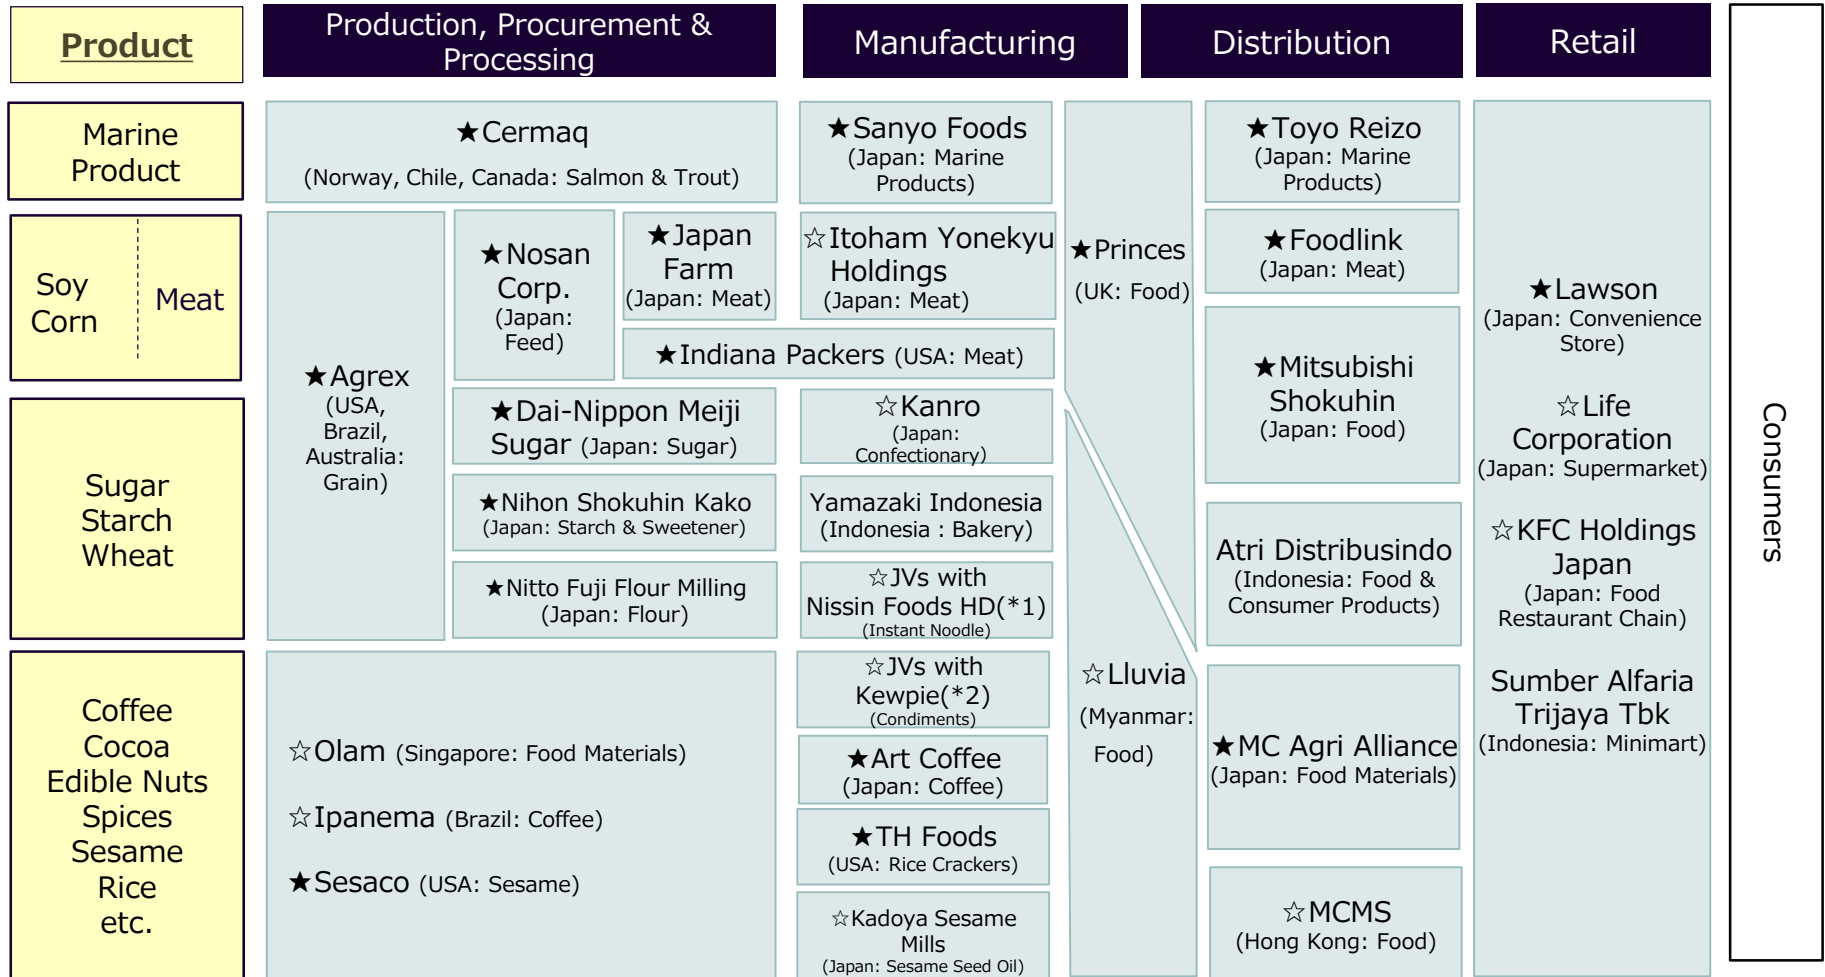 Product
Production, Procurement &
Processing
Manufacturing
Distribution
Retail
Marine
Product
★Cermaq
(Norway, Chile, Canada: Salmon & Trout)
★Sanyo Foods
(Japan: Marine
Products)
★Toyo Reizo
(Japan: Marine
Products)
Soy
Corn
Meat
★Agrex
(USA,
Brazil,
Australia:
Grain)
★Nosan
Corp.
(Japan:
Feed)
★Japan
Farm
(Japan: Meat)
☆Itoham Yonekyu
Holdings
(Japan: Meat)
★Indiana Packers (USA: Meat)
★Princes
(UK: Food)
★Foodlink
(Japan: Meat)
★Mitsubishi
Shokuhin
(Japan: Food)
Sugar
Starch
Wheat
★Dai-Nippon Meiji
Sugar (Japan: Sugar)
★Nihon Shokuhin Kako
(Japan: Starch & Sweetener)
★Nitto Fuji Flour Milling
(Japan: Flour)
☆Kanro
(Japan:
Confectionary)
Yamazaki Indonesia
(Indonesia : Bakery)
☆JVs with
Nissin Foods HD(*1)
(Instant Noodle)
Atri Distribusindo
(Indonesia: Food &
Consumer Products)
Coffee
Cocoa
Edible Nuts
Spices
Sesame
Rice
etc.
☆Olam (Singapore: Food Materials)
☆Ipanema (Brazil: Coffee)
★Sesaco (USA: Sesame)
☆JVs with
Kewpie(*2)
(Condiments)
★Art Coffee
(Japan: Coffee)
★TH Foods
(USA: Rice Crackers)
☆Kadoya Sesame
Mills
(Japan: Sesame Seed Oil)
☆Lluvia
(Myanmar:
Food)
★MC Agri Alliance
(Japan: Food Materials)
☆MCMS
(Hong Kong: Food)
★Lawson
(Japan: Convenience
Store)
☆Life
Corporation
(Japan: Supermarket)
☆KFC Holdings
Japan
(Japan: Food
Restaurant Chain)
Sumber Alfaria
Trijaya Tbk
(Indonesia: Minimart)
Consumers